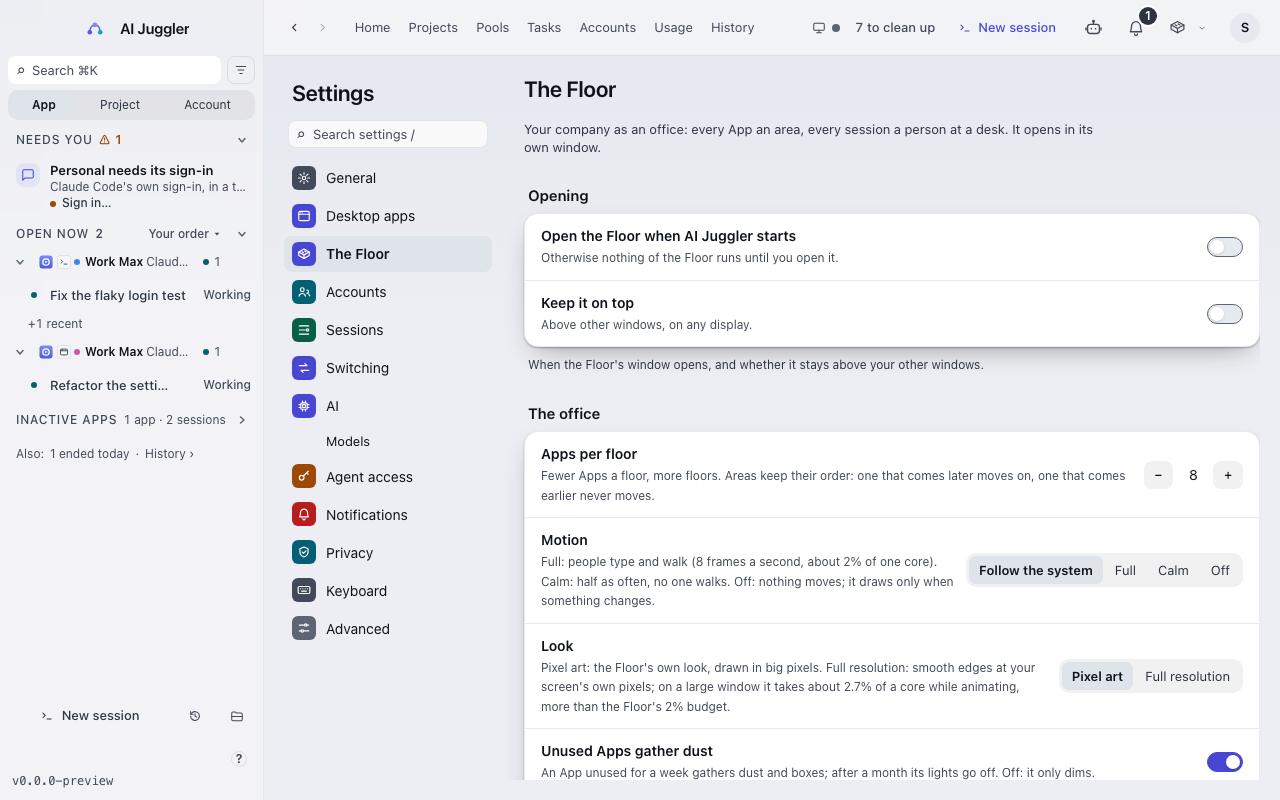 AI Juggler
Search ⌘K
App Project Account
NEEDS YOU 1
Personal needs its sign-in
Claude Code's own sign-in, in a t…
Sign in…
OPEN NOW 2 Your order
Work Max Claud… 1
Fix the flaky login test Working
+1 recent
Work Max Claud… 1
Refactor the setti… Working
INACTIVE APPS 1 app · 2 sessions
Also: 1 ended today · History ›
New session
?
v0.0.0-preview
Home Projects Pools Tasks Accounts Usage History
7 to clean up
New session
1
S
Settings
Search settings /
General
Desktop apps
The Floor
Accounts
Sessions
Switching
AI
Models
Agent access
Notifications
Privacy
Keyboard
Advanced
The Floor
Your company as an office: every App an area, every session a person at a desk. It opens in its
own window.
Opening
Open the Floor when AI Juggler starts
Otherwise nothing of the Floor runs until you open it.
Keep it on top
Above other windows, on any display.
When the Floor's window opens, and whether it stays above your other windows.
The office
Apps per floor
Fewer Apps a floor, more floors. Areas keep their order: one that comes later moves on, one that comes
earlier never moves.
− 8 +
Motion
Full: people type and walk (8 frames a second, about 2% of one core).
Calm: half as often, no one walks. Off: nothing moves; it draws only when
something changes.
Follow the system Full Calm Off
Look
Pixel art: the Floor's own look, drawn in big pixels. Full resolution: smooth edges at your
screen's own pixels; on a large window it takes about 2.7% of a core while animating,
more than the Floor's 2% budget.
Pixel art Full resolution
Unused Apps gather dust
An App unused for a week gathers dust and boxes; after a month its lights go off. Off: it only dims.